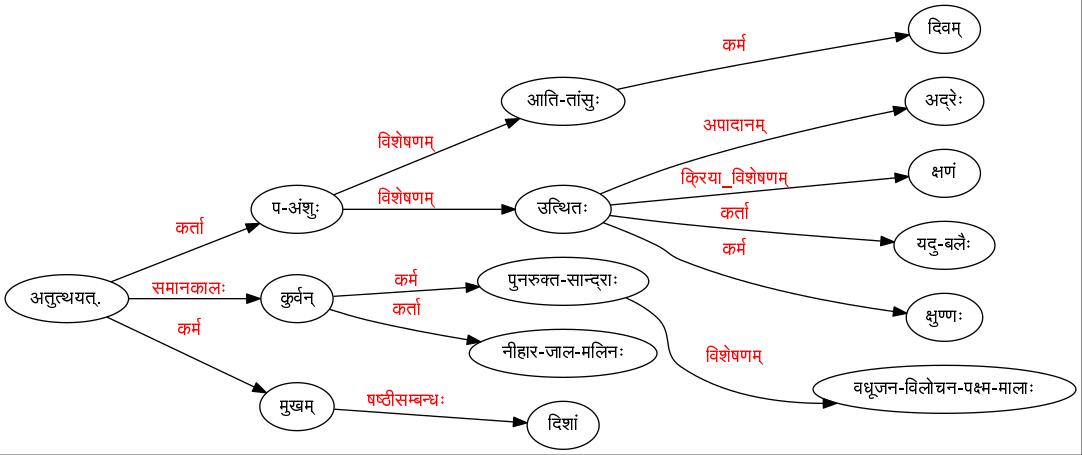 दिवम्
कर्म
आति-तांसुः
अद्रेः
अपादानम्
विशेषणम्
क्षणं
क्रिया_विशेषणम्
विशेषणम्
प-अंशुः
उत्थितः
कर्ता
कर्ता
यदु-बलैः
कर्म
कर्म
पुनरुक्त-सान्द्राः
समानकालः
अतुत्थयत्.
कुर्वन्
कर्ता
क्षुण्णः
कर्म
नीहार-जाल-मलिनः
विशेषणम्
वधूजन-विलोचन-पक्ष्म-मालाः
षष्ठीसम्बन्धः
मुखम्
दिशां